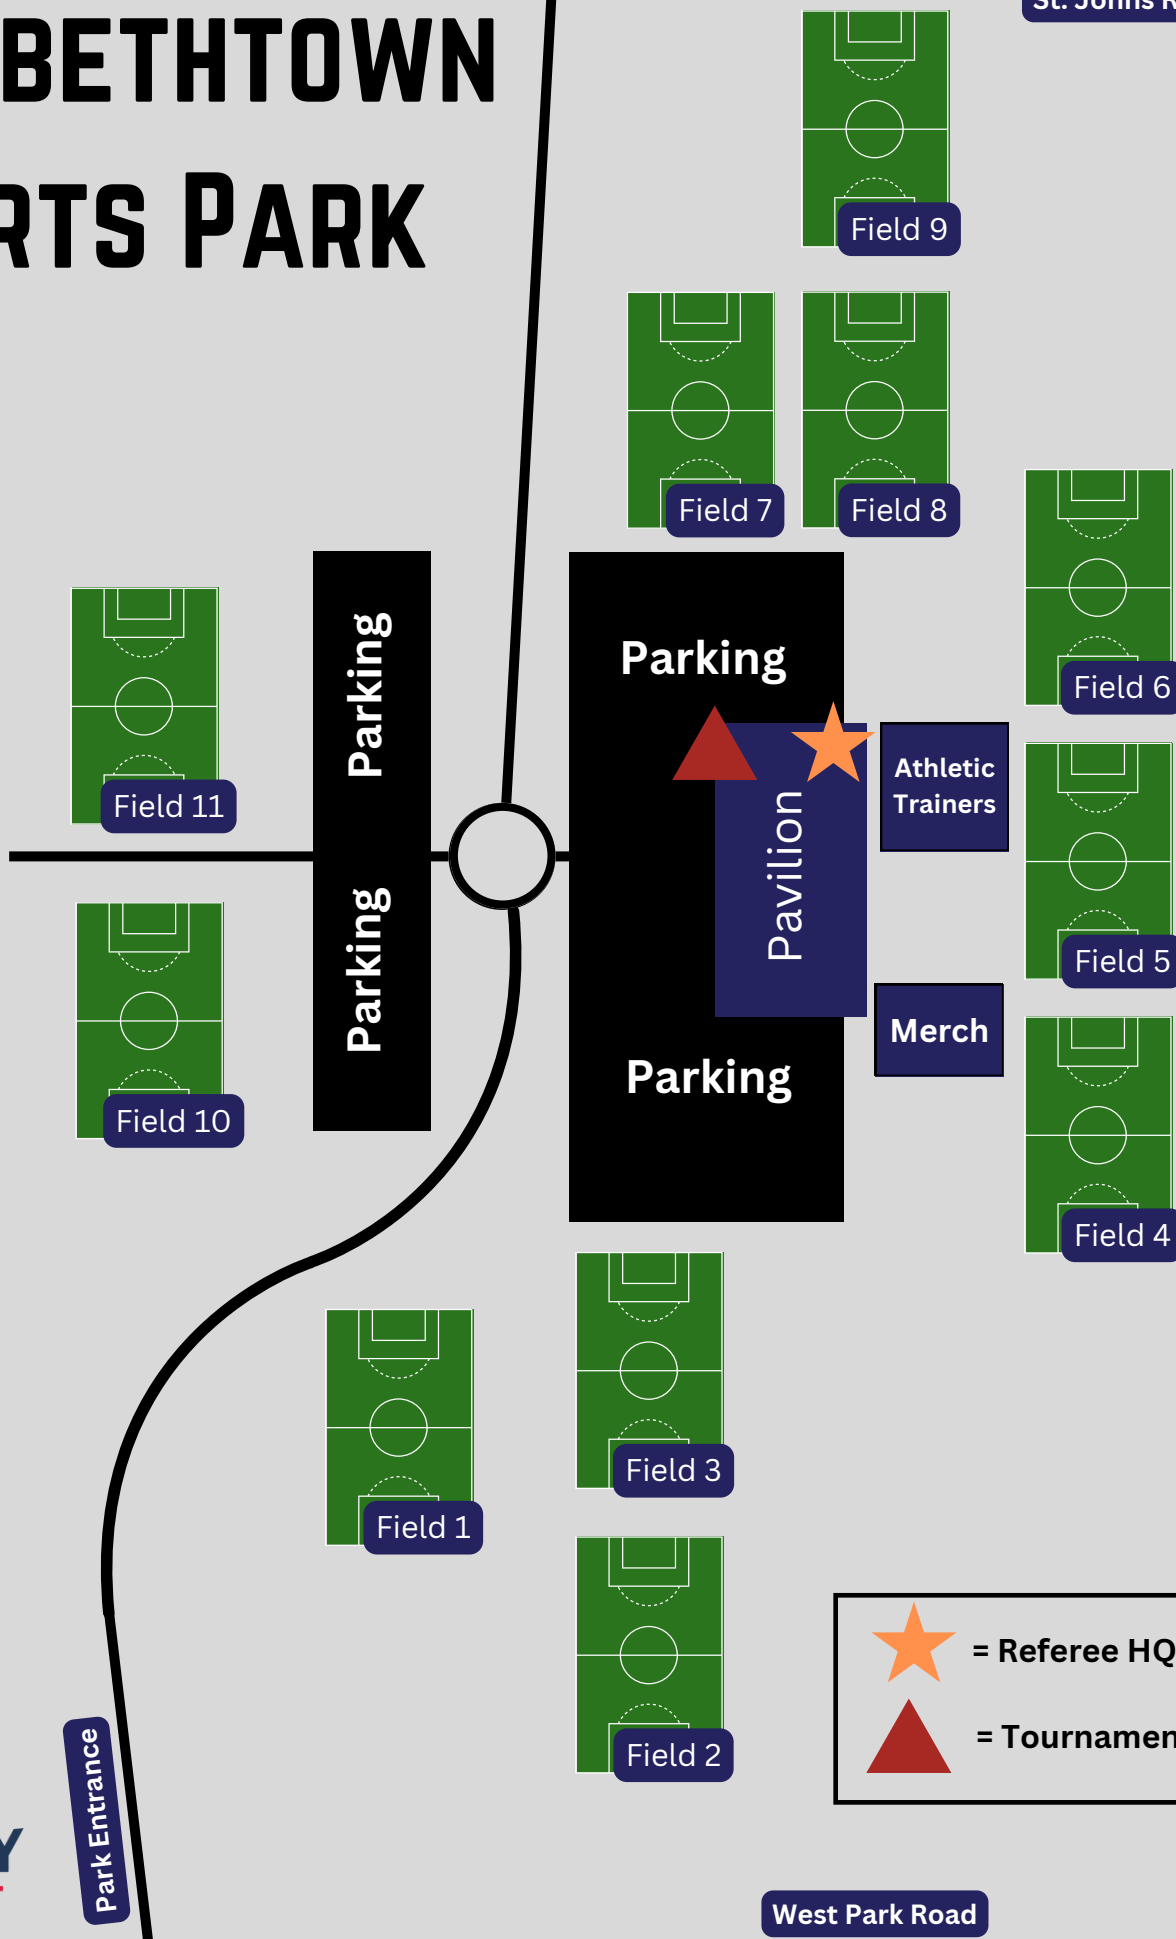 BETHTOWN
RTS PARK
St. Johns R
Field 9
Field 7
Field 8
Field 6
Parking
Parking
Athletic
Trainers
Field 11
Pavilion
Field 5
Parking
Merch
Parking
Field 10
Field 4
Field 3
Field 1
= Referee HQ
= Tournamen
Field 2
Park Entrance
Y
West Park Road